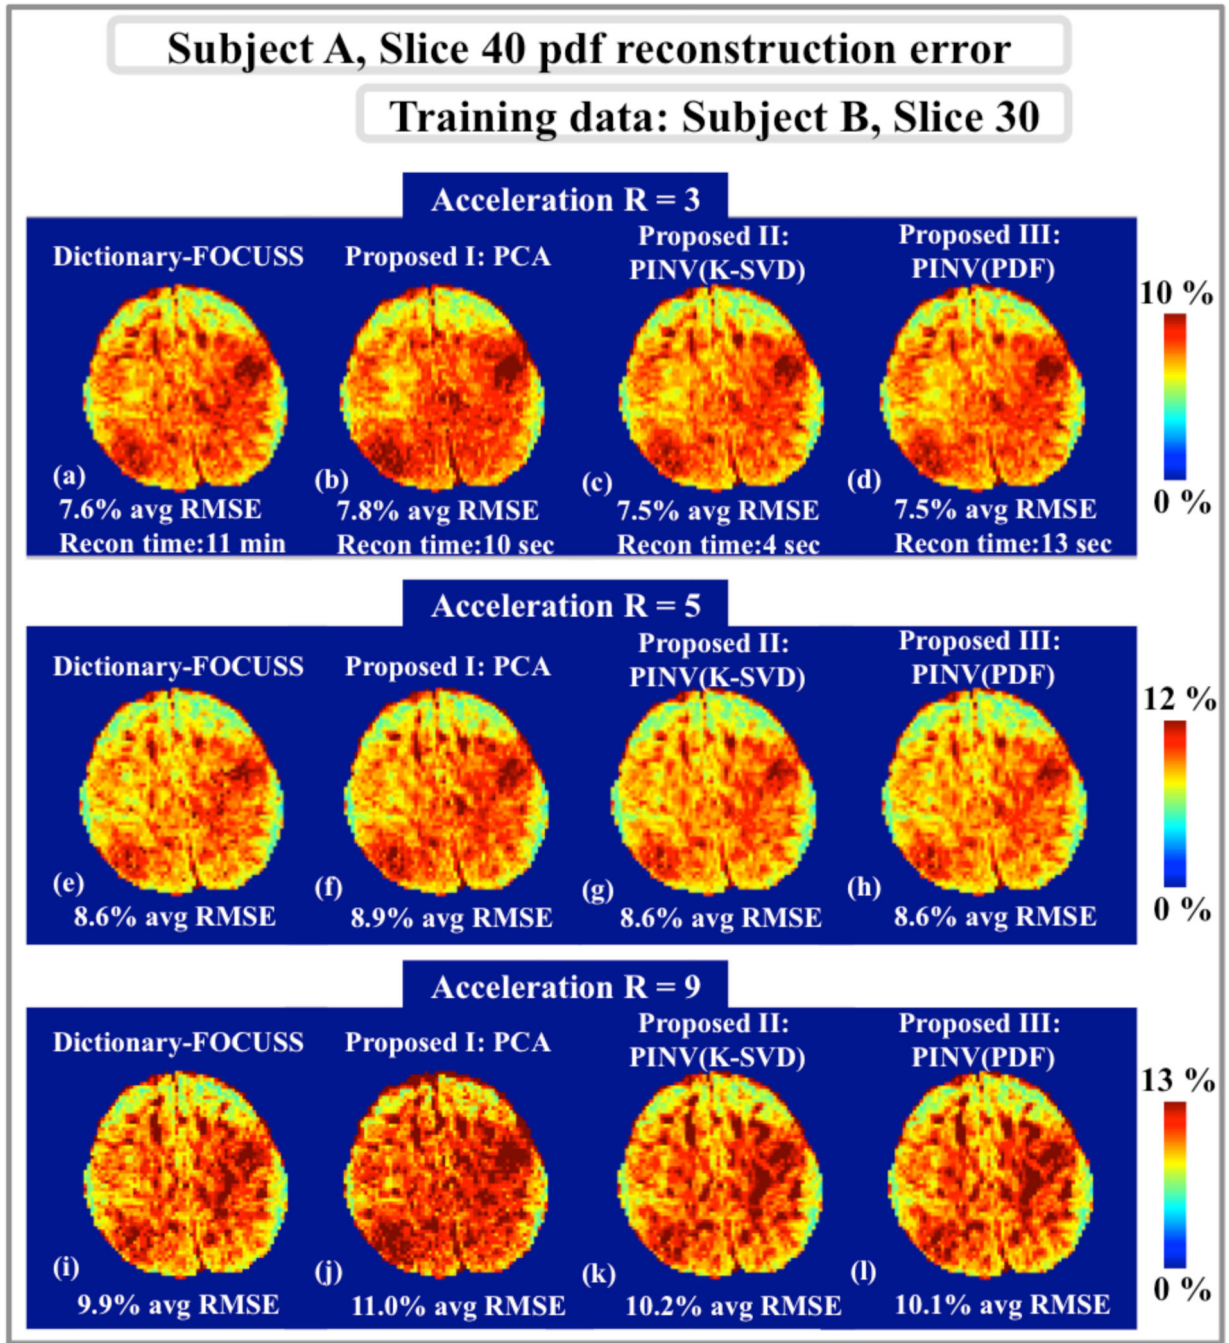 Subject A, Slice 40 pdf reconstruction error
Training data: Subject B, Slice 30
Acceleration R = 3
Dictionary-FOCUSS
Proposed I: PCA
Proposed II:
PINV(K-SVD)
Proposed III:
PINV(PDF)
10 %
0 %
(a)
(b)
(c)
(d)
7.6% avg RMSE
Recon time:11 min
7.8% avg RMSE
Recon time:10 sec
7.5% avg RMSE
Recon time:4 sec
7.5% avg RMSE
Recon time:13 sec
Acceleration R = 5
Dictionary-FOCUSS
Proposed I: PCA
Proposed II:
PINV(K-SVD)
Proposed III:
PINV(PDF)
12 %
0 %
(e)
(f)
(g)
(h)
8.6% avg RMSE
8.9% avg RMSE
8.6% avg RMSE
8.6% avg RMSE
Acceleration R = 9
Dictionary-FOCUSS
Proposed I: PCA
Proposed II:
PINV(K-SVD)
Proposed III:
PINV(PDF)
13 %
0 %
(i)
(j)
(k)
(l)
9.9% avg RMSE
11.0% avg RMSE
10.2% avg RMSE
10.1% avg RMSE